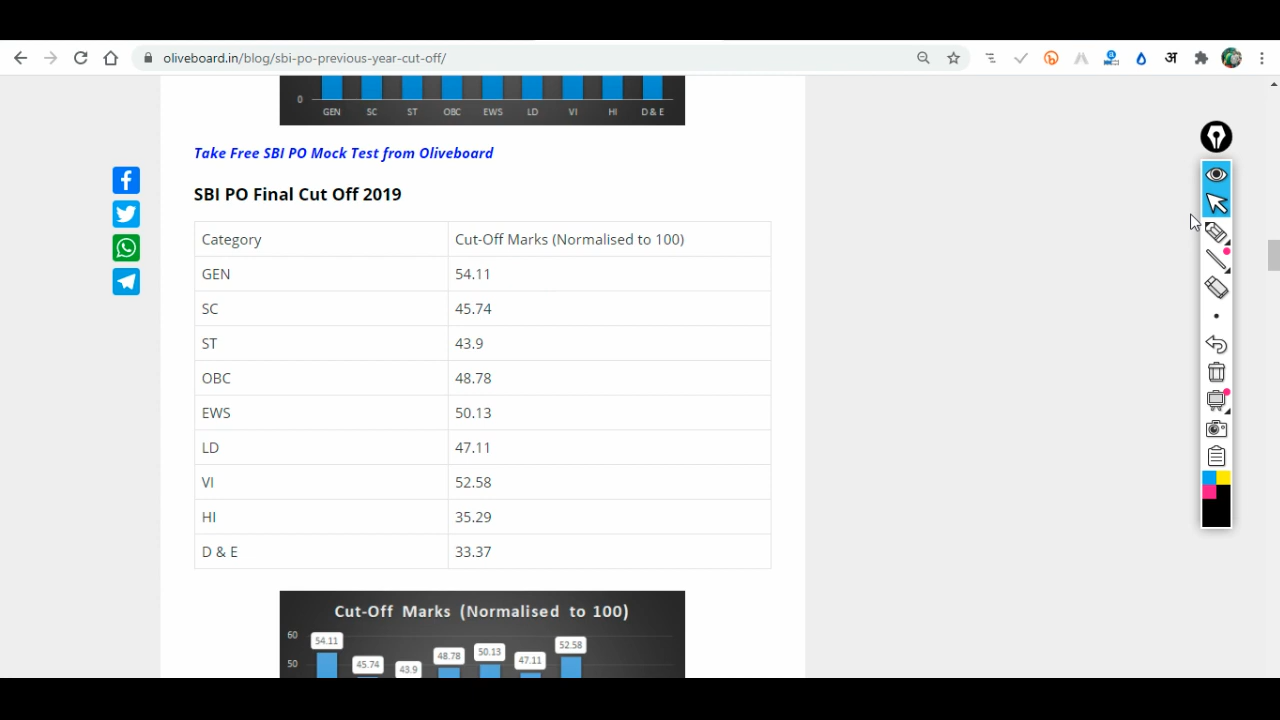 oliveboard.in/blog/sbi-po-previous-year-cut-off/
अ
0
GEN SC ST OBC EWS LD VI HI D & E
Take Free SBI PO Mock Test from Oliveboard
SBI PO Final Cut Off 2019
Category Cut-Off Marks (Normalised to 100)
GEN 54.11
SC 45.74
ST 43.9
OBC 48.78
EWS 50.13
LD 47.11
VI 52.58
HI 35.29
D & E 33.37
Cut-Off Marks (Normalised to 100)
60
54.11 45.74 43.9 48.78 50.13 47.11 52.58
50